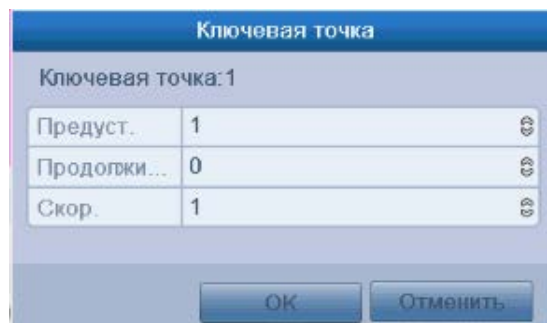 Ключевая точка
Ключевая точка:1
Предуст. 1
Продолжи... 0
Скор. 1
OK Отменить